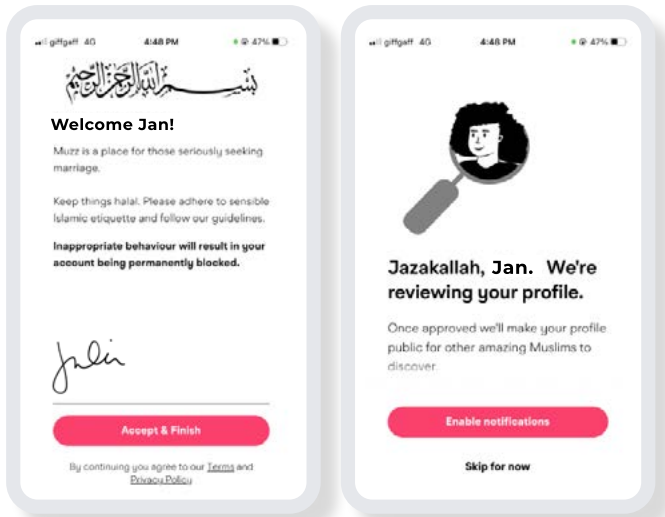 giffgaff 4G 4:48 PM 47%
بسم الله الرحمن الرحيم
Welcome Jan!
Muzz is a place for those seriously seeking
marriage.
Keep things halal. Please adhere to sensible
Islamic etiquette and follow our guidelines.
Inappropriate behaviour will result in your
account being permanently blocked.
Accept & Finish
By continuing you agree to our Terms and
Privacy Policy
giffgaff 4G 4:48 PM 47%
Jazakallah, Jan. We're
reviewing your profile.
Once approved we'll make your profile
public for other amazing Muslims to
discover.
Enable notifications
Skip for now